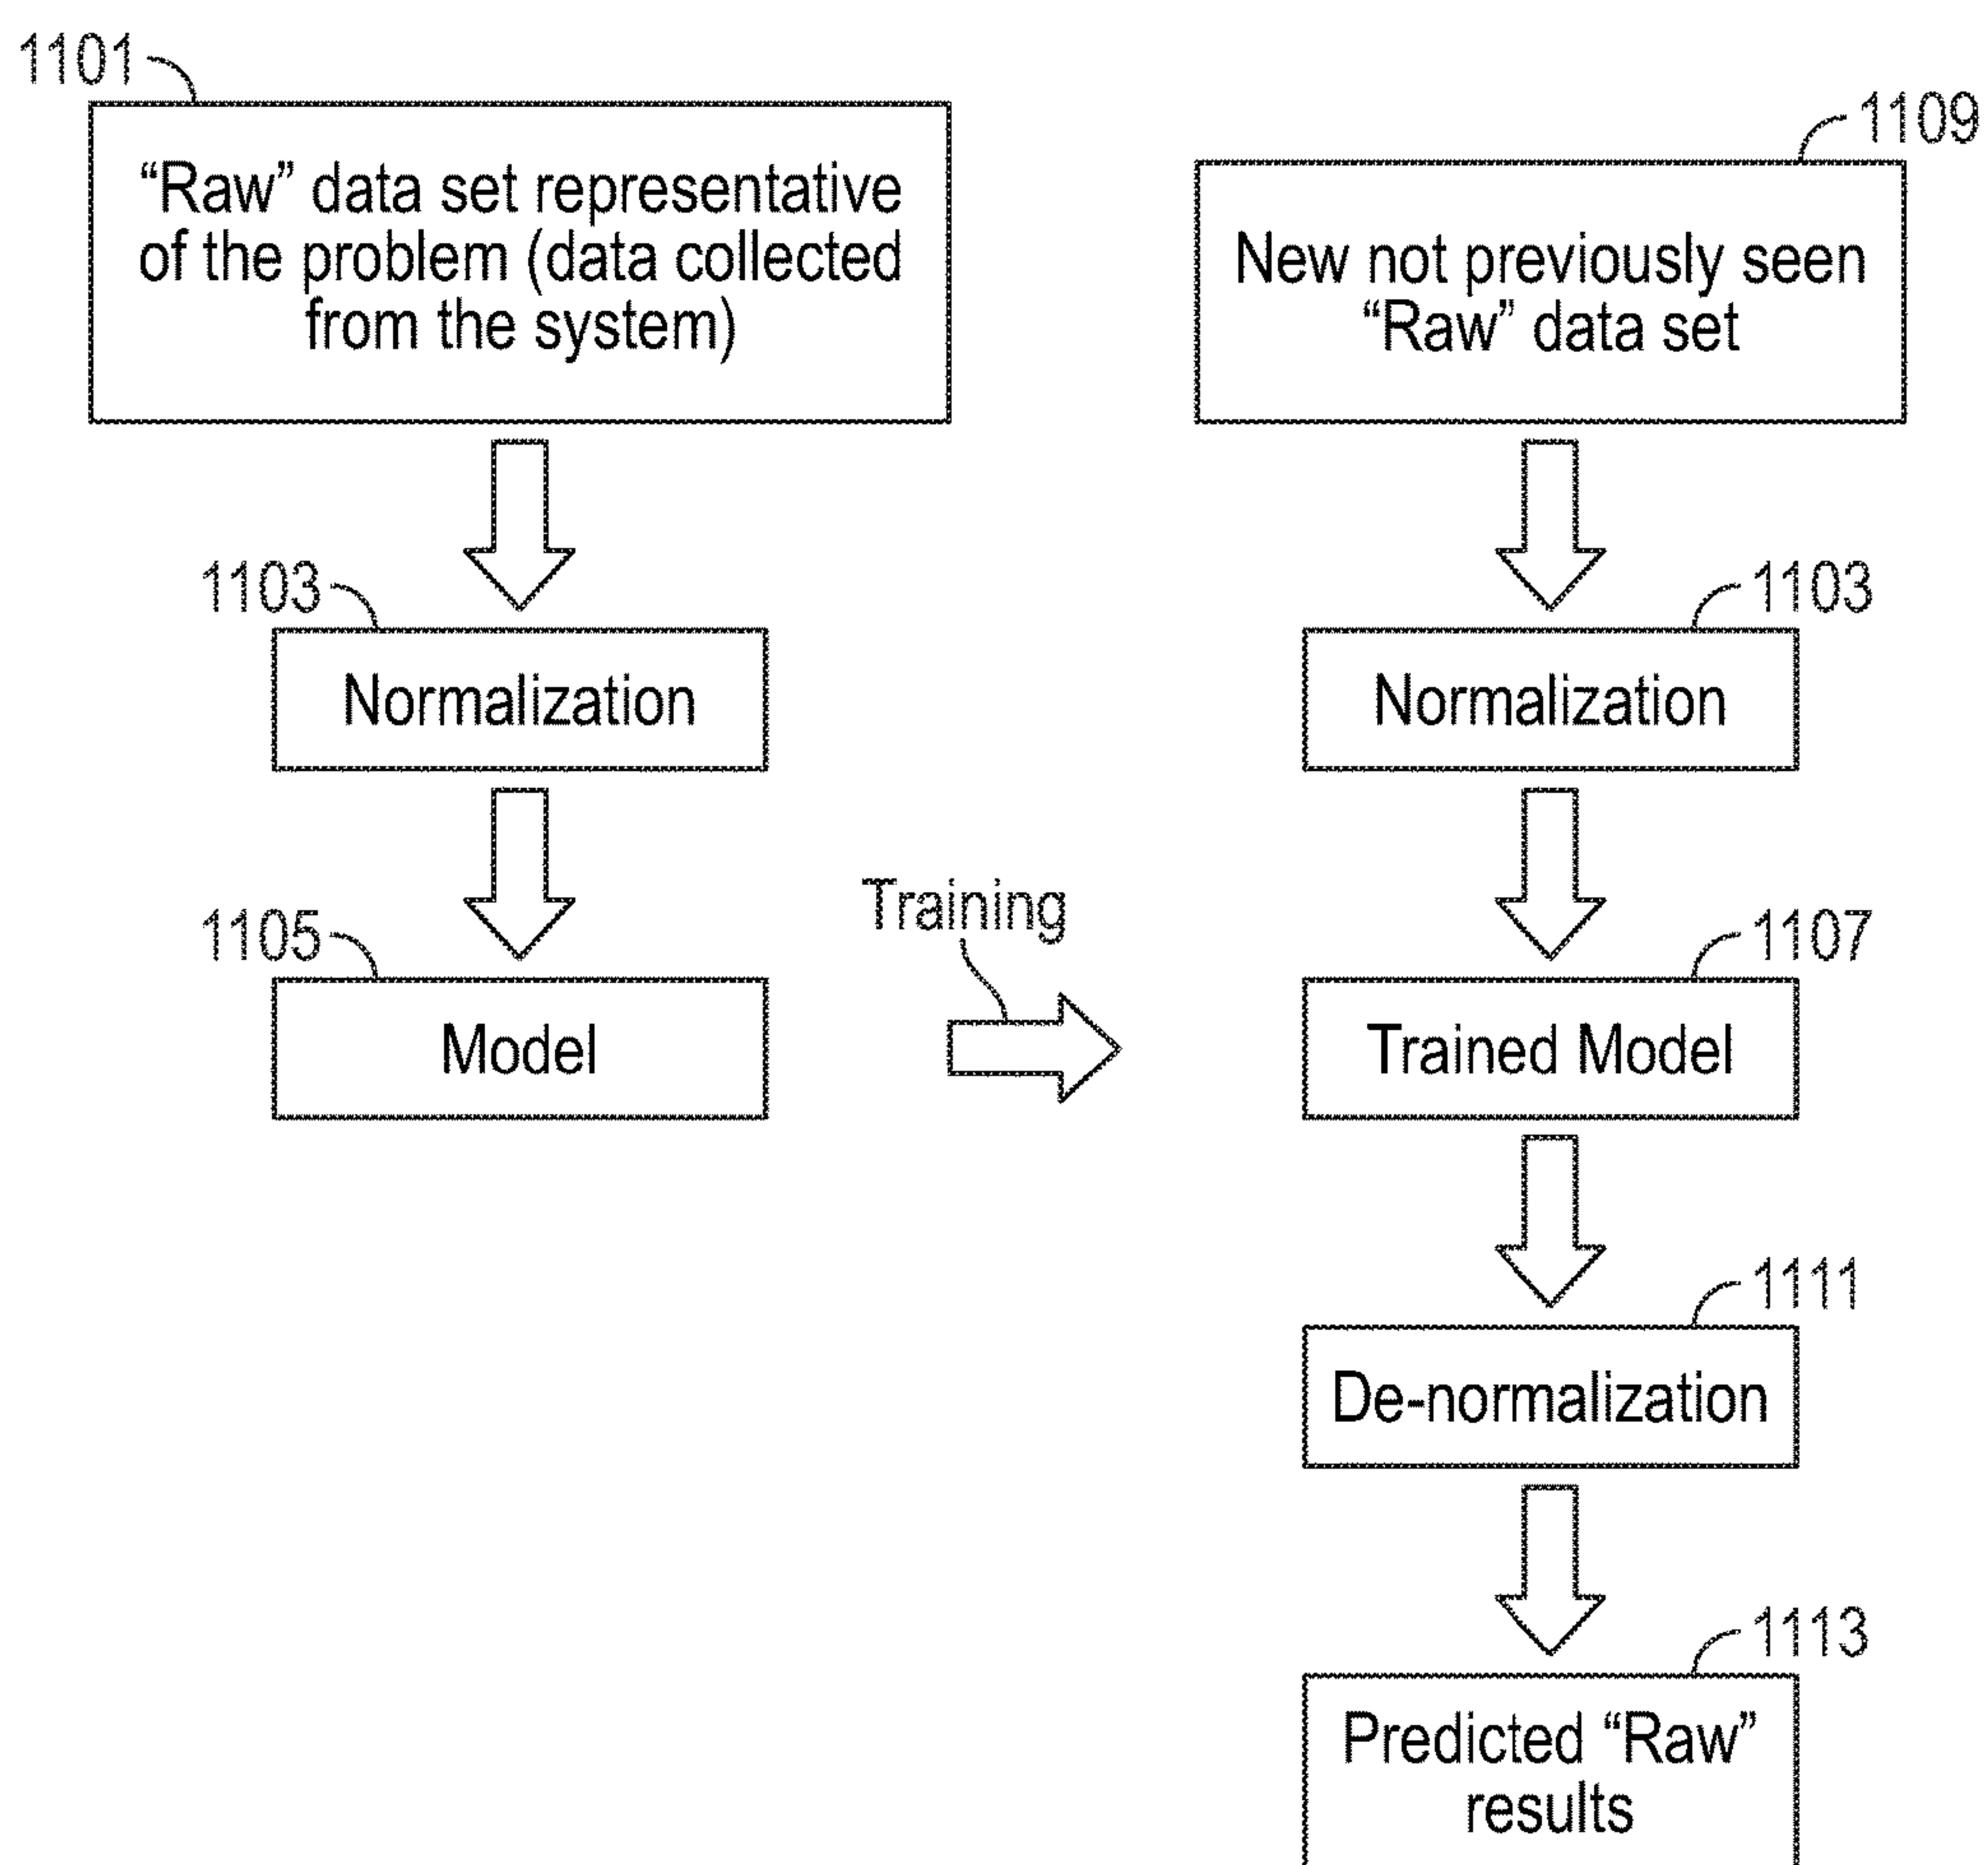 1101
"Raw" data set representative
of the problem (data collected
from the system)
1103
Normalization
1105
Model
Training
1109
New not previously seen
"Raw" data set
1103
Normalization
1107
Trained Model
1111
De-normalization
1113
Predicted "Raw"
results